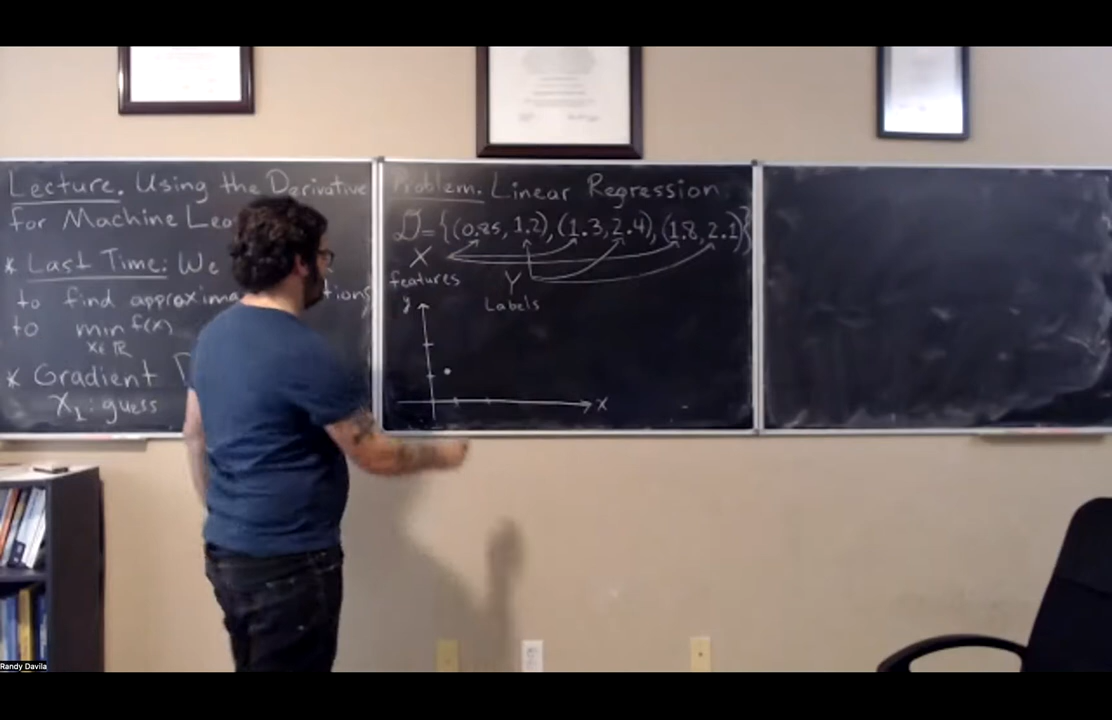 Lecture. Using the Derivative
for Machine Lea
* Last Time: We
to find approxima tions
to min f(x)
x∈ℝ
* Gradient
X₁: guess
Problem. Linear Regression.
D={(0.85, 1.2), (1.3, 2.4), (1.8, 2.1)}
X
features
Y
Labels
y
x
Randy Davila